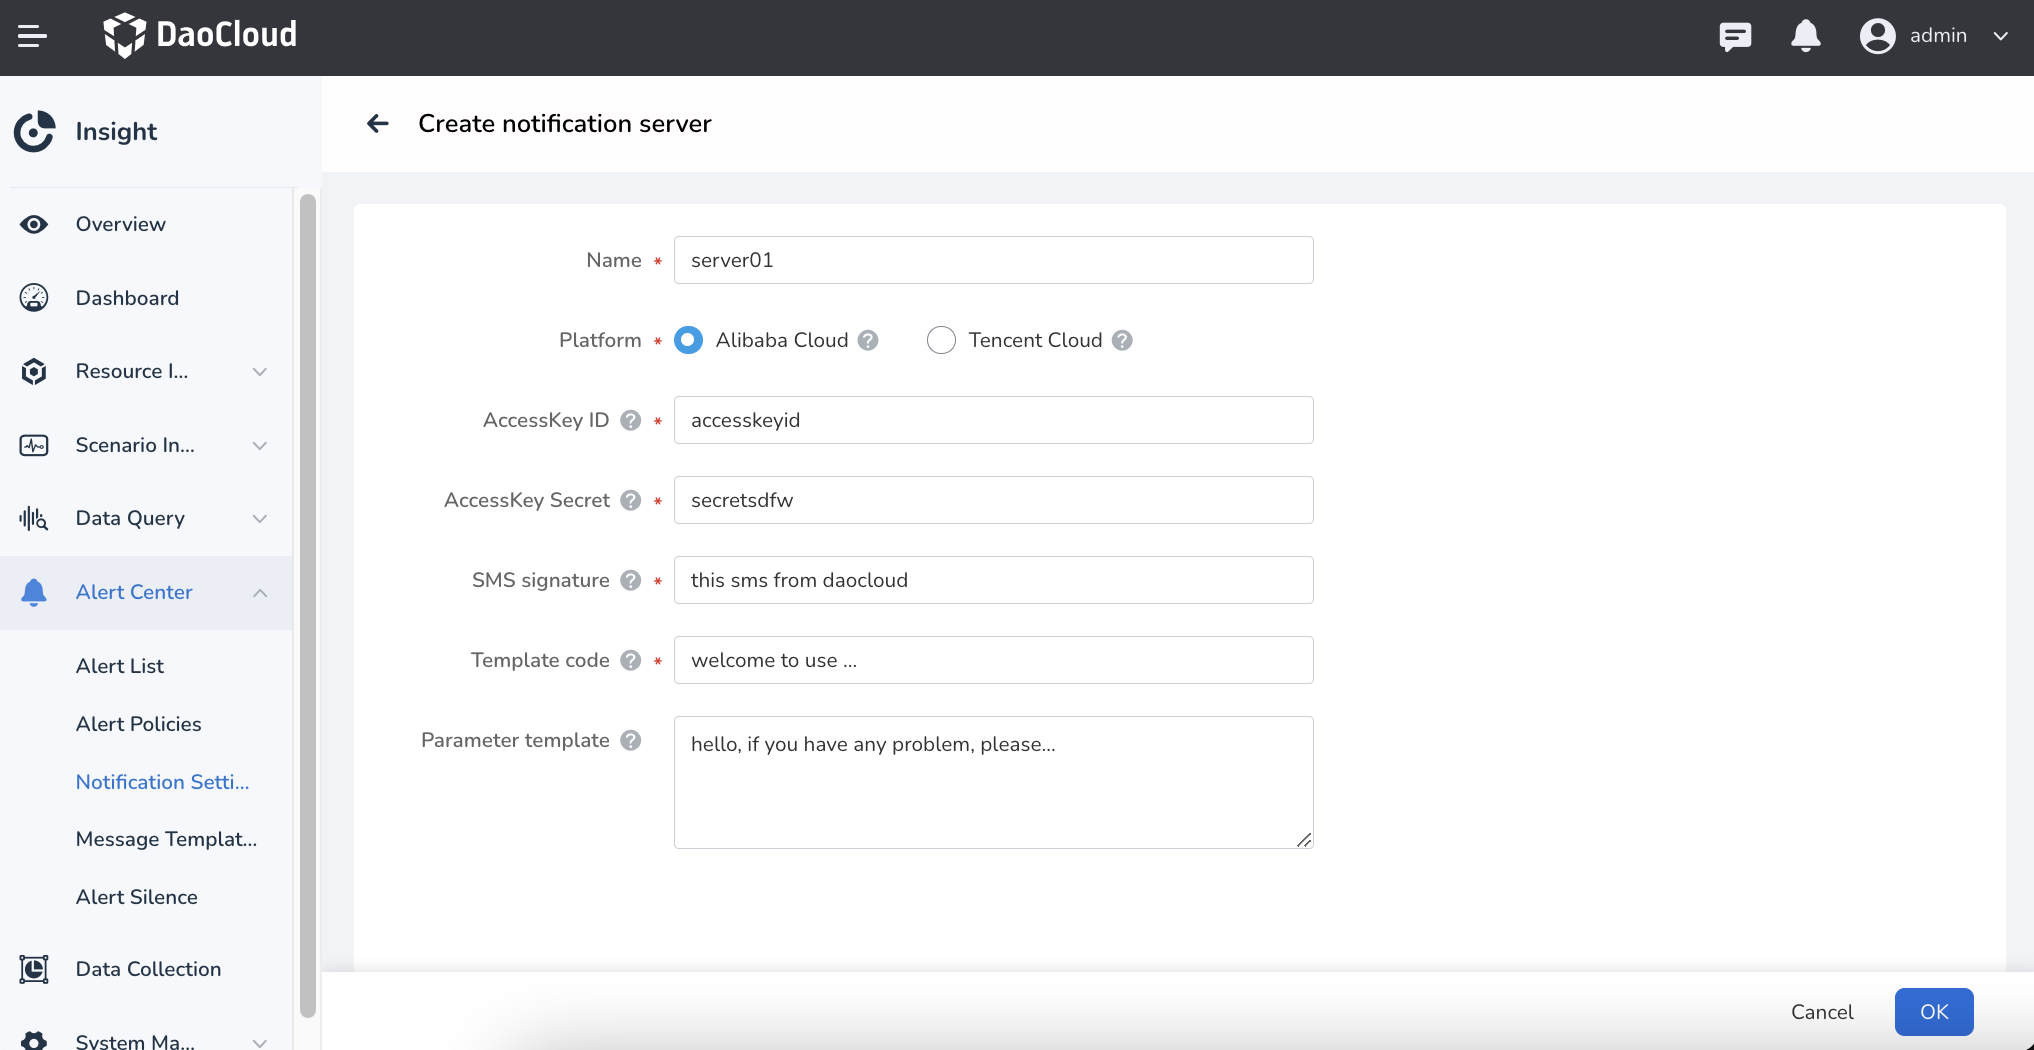 DaoCloud
admin
Insight
Create notification server
Overview
Dashboard
Resource I...
Scenario In...
Data Query
Alert Center
Alert List
Alert Policies
Notification Setti...
Message Templat...
Alert Silence
Data Collection
System Ma...
Name * server01
Platform * Alibaba Cloud ? Tencent Cloud ?
AccessKey ID ? * accesskeyid
AccessKey Secret ? * secretsdfw
SMS signature ? * this sms from daocloud
Template code ? * welcome to use ...
Parameter template ? hello, if you have any problem, please...
Cancel OK